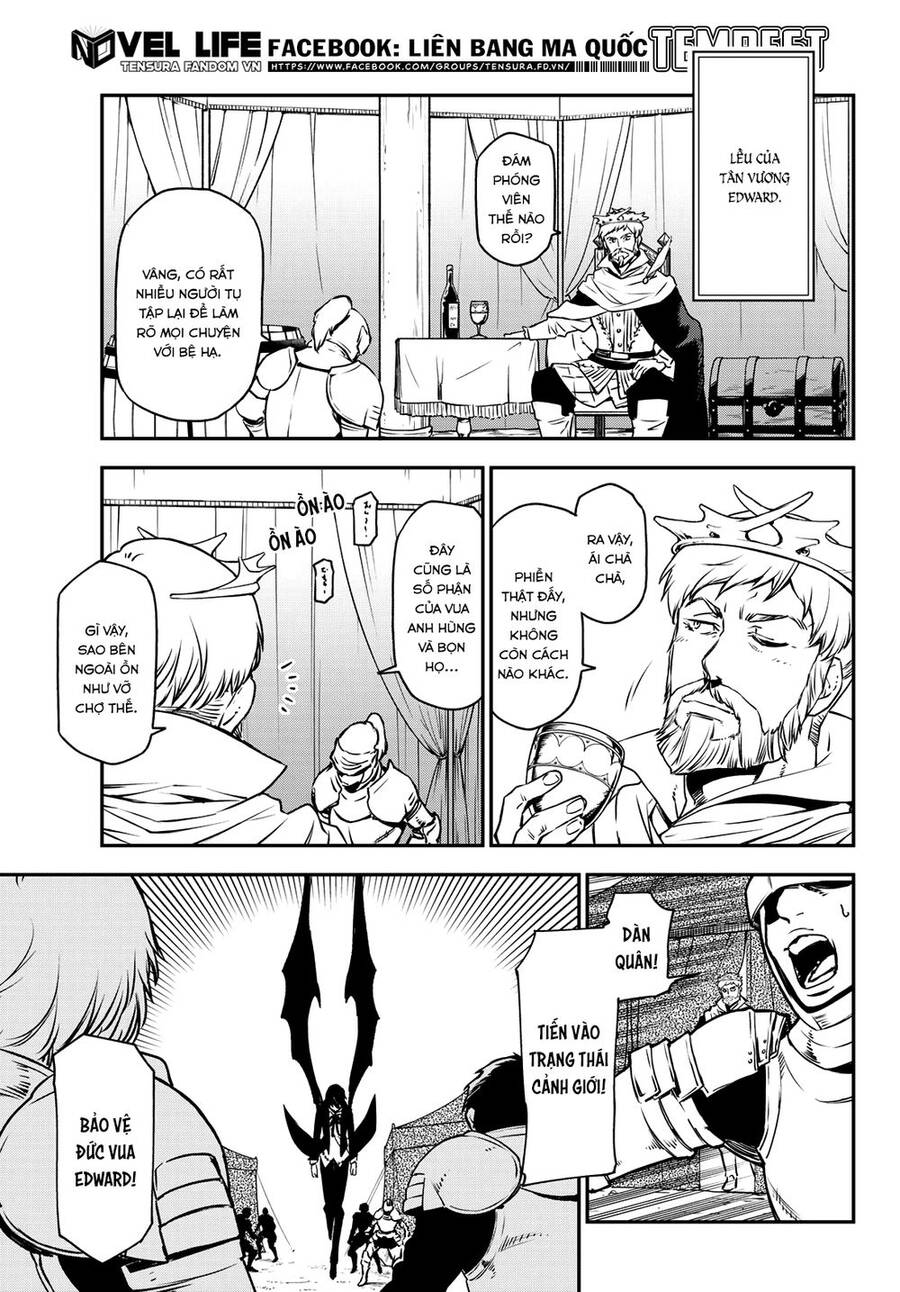 NOVEL LIFE
TENSURA FANDOM VN
FACEBOOK: LIÊN BANG MA QUỐC
HTTPS://WWW.FACEBOOK.COM/GROUPS/TENSURA.FD.VN/
TEMPEST
LỀU CỦA
TÂN VƯƠNG
EDWARD.
ĐÁM
PHÓNG
VIÊN
THẾ NÀO
RỒI?
VÂNG, CÓ RẤT
NHIỀU NGƯỜI TỤ
TẬP LẠI ĐỂ LÀM
RÕ MỌI CHUYỆN
VỚI BỆ HẠ.
RA VẬY,
ÁI CHÀ
CHÀ,
PHIỀN
THẬT ĐẤY,
NHƯNG
KHÔNG
CÒN CÁCH
NÀO KHÁC.
ĐÂY
CŨNG LÀ
SỐ PHẬN
CỦA VUA
ANH HÙNG
VÀ BỌN
HỌ...
ỒN ÀO
ỒN ÀO
GÌ VẬY,
SAO BÊN
NGOÀI ỒN
NHƯ VỠ
CHỢ THẾ.
DÀN
QUÂN!
TIẾN VÀO
TRẠNG THÁI
CẢNH GIỚI!
BẢO VỆ
ĐỨC VUA
EDWARD!